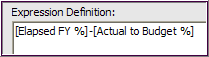 Expression Definition:
[Elapsed FY %]-[Actual to Budget %]